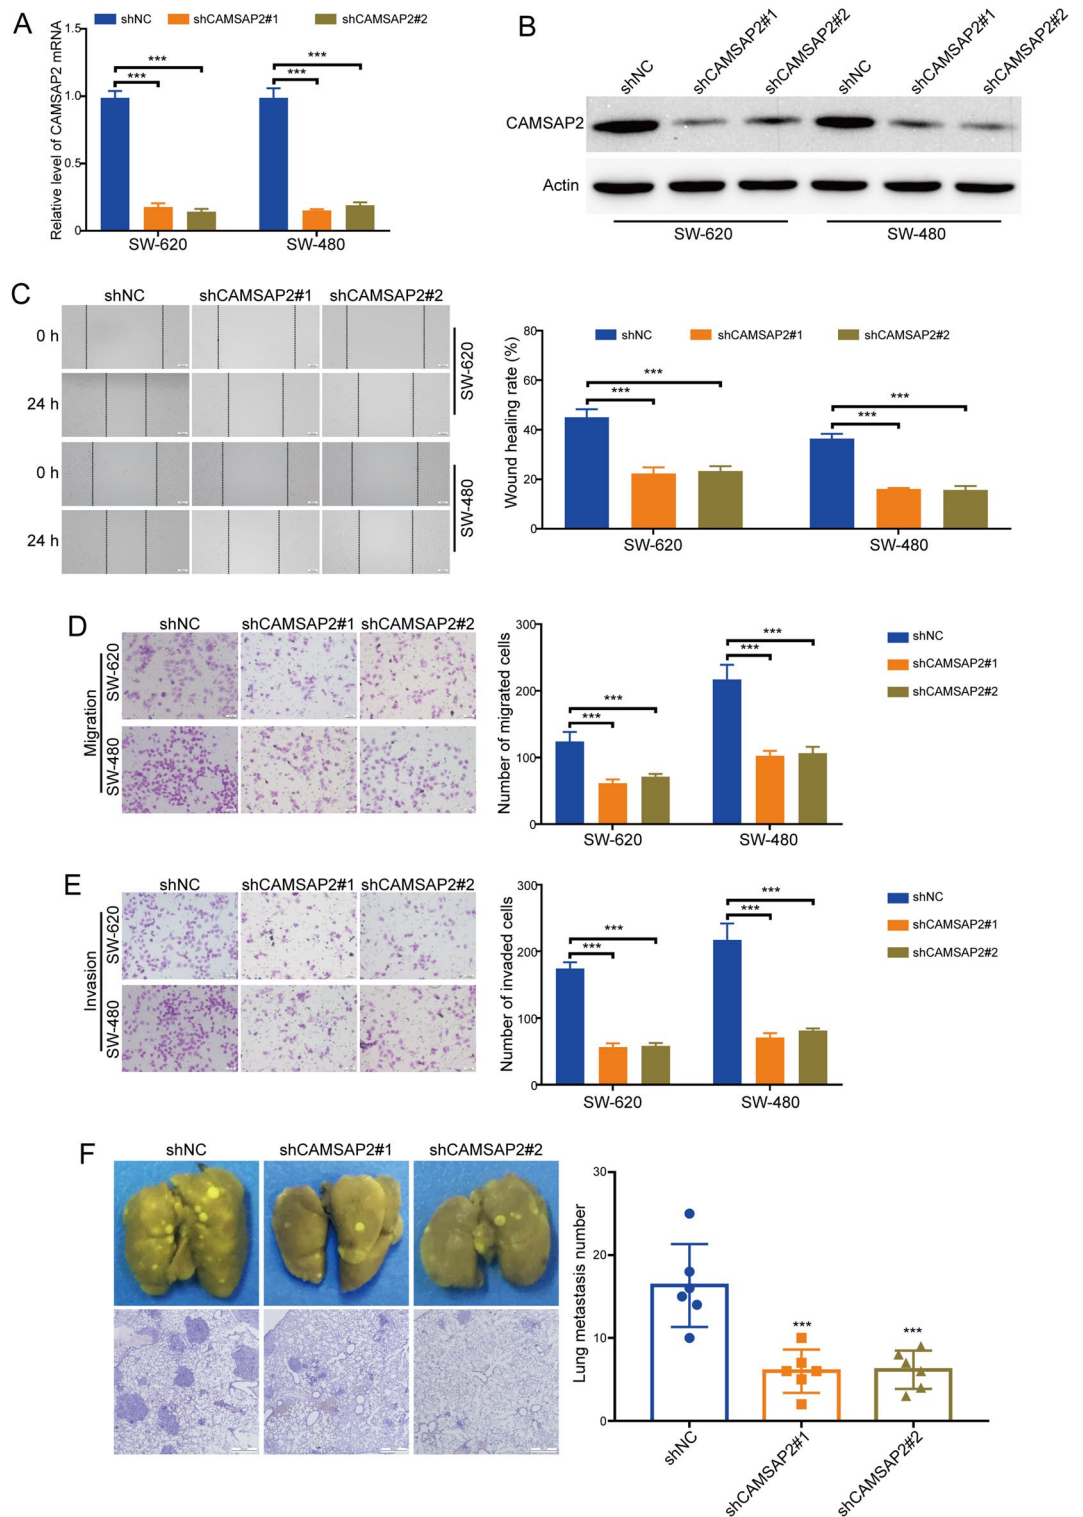 A
shNC
shCAMSAP2#1
shCAMSAP2#2
Relative level of CAMSAP2 mRNA
1.5
1.0
0.5
0
***
***
***
***
SW-620
SW-480
B
shNC
shCAMSAP2#1
shCAMSAP2#2
shNC
shCAMSAP2#1
shCAMSAP2#2
CAMSAP2
Actin
SW-620
SW-480
C
shNC
shCAMSAP2#1
shCAMSAP2#2
0 h
24 h
0 h
24 h
SW-620
SW-480
Wound healing rate (%)
80
60
40
20
0
shNC
shCAMSAP2#1
shCAMSAP2#2
***
***
***
***
SW-620
SW-480
D
shNC
shCAMSAP2#1
shCAMSAP2#2
Migration
SW-620
SW-480
Number of migrated cells
300
200
100
0
***
***
***
***
SW-620
SW-480
shNC
shCAMSAP2#1
shCAMSAP2#2
E
shNC
shCAMSAP2#1
shCAMSAP2#2
Invasion
SW-620
SW-480
Number of invaded cells
300
200
100
0
***
***
***
***
SW-620
SW-480
shNC
shCAMSAP2#1
shCAMSAP2#2
F
shNC
shCAMSAP2#1
shCAMSAP2#2
Lung metastasis number
30
20
10
0
***
***
shNC
shCAMSAP2#1
shCAMSAP2#2